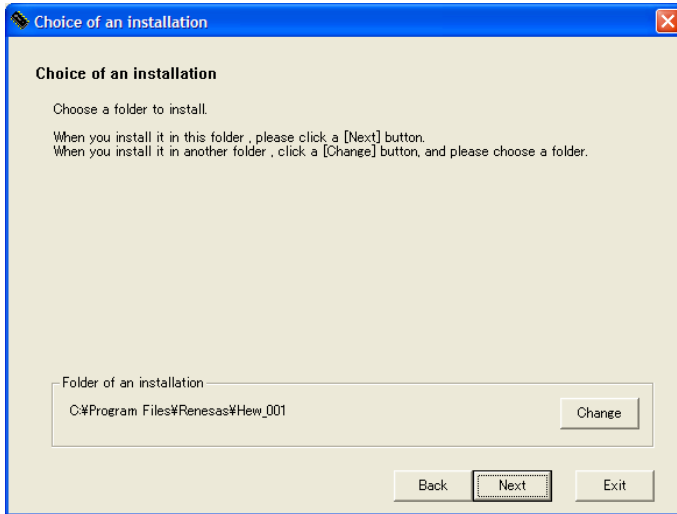 Choice of an installation
Choice of an installation
Choose a folder to install.
When you install it in this folder , please click a [Next] button.
When you install it in another folder , click a [Change] button, and please choose a folder.
Folder of an installation
C:¥Program Files¥Renesas¥Hew_001
Change
Back
Next
Exit